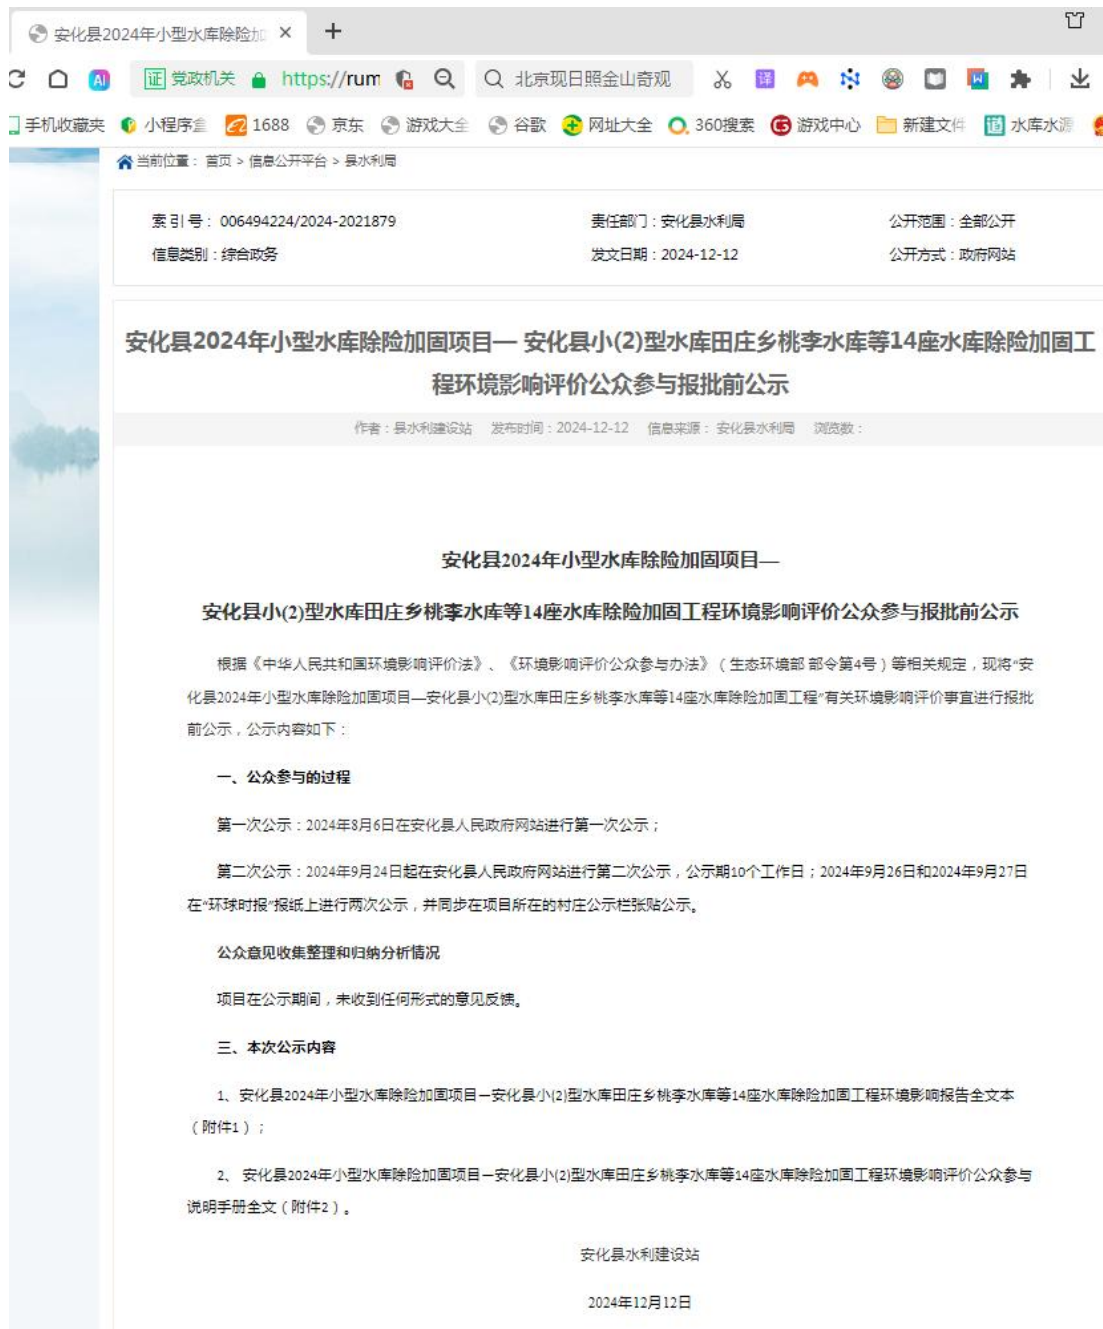 安化县2024年小型水库除险加
AI 证 党政机关 https://rum 北京现日照金山奇观 译
手机收藏夹 小程序盒 1688 京东 游戏大全 谷歌 网址大全 360搜索 游戏中心 新建文件 水库水源
当前位置： 首页 > 信息公开平台 > 县水利局
索 引 号： 006494224/2024-2021879 责任部门：安化县水利局 公开范围：全部公开
信息类别：综合政务 发文日期：2024-12-12 公开方式：政府网站
安化县2024年小型水库除险加固项目— 安化县小(2)型水库田庄乡桃李水库等14座水库除险加固工
程环境影响评价公众参与报批前公示
作者：县水利建设站 发布时间：2024-12-12 信息来源： 安化县水利局 浏览数：
安化县2024年小型水库除险加固项目—
安化县小(2)型水库田庄乡桃李水库等14座水库除险加固工程环境影响评价公众参与报批前公示
根据《中华人民共和国环境影响评价法》、《环境影响评价公众参与办法》（生态环境部 部令第4号）等相关规定，现将“安
化县2024年小型水库除险加固项目—安化县小(2)型水库田庄乡桃李水库等14座水库除险加固工程”有关环境影响评价事宜进行报批
前公示，公示内容如下：
一、公众参与的过程
第一次公示：2024年8月6日在安化县人民政府网站进行第一次公示；
第二次公示：2024年9月24日起在安化县人民政府网站进行第二次公示，公示期10个工作日；2024年9月26日和2024年9月27日
在“环球时报”报纸上进行两次公示，并同步在项目所在的村庄公示栏张贴公示。
公众意见收集整理和归纳分析情况
项目在公示期间，未收到任何形式的意见反馈。
三、本次公示内容
1、安化县2024年小型水库除险加固项目—安化县小(2)型水库田庄乡桃李水库等14座水库除险加固工程环境影响报告全文本
（附件1）；
2、 安化县2024年小型水库除险加固项目—安化县小(2)型水库田庄乡桃李水库等14座水库除险加固工程环境影响评价公众参与
说明手册全文（附件2）。
安化县水利建设站
2024年12月12日